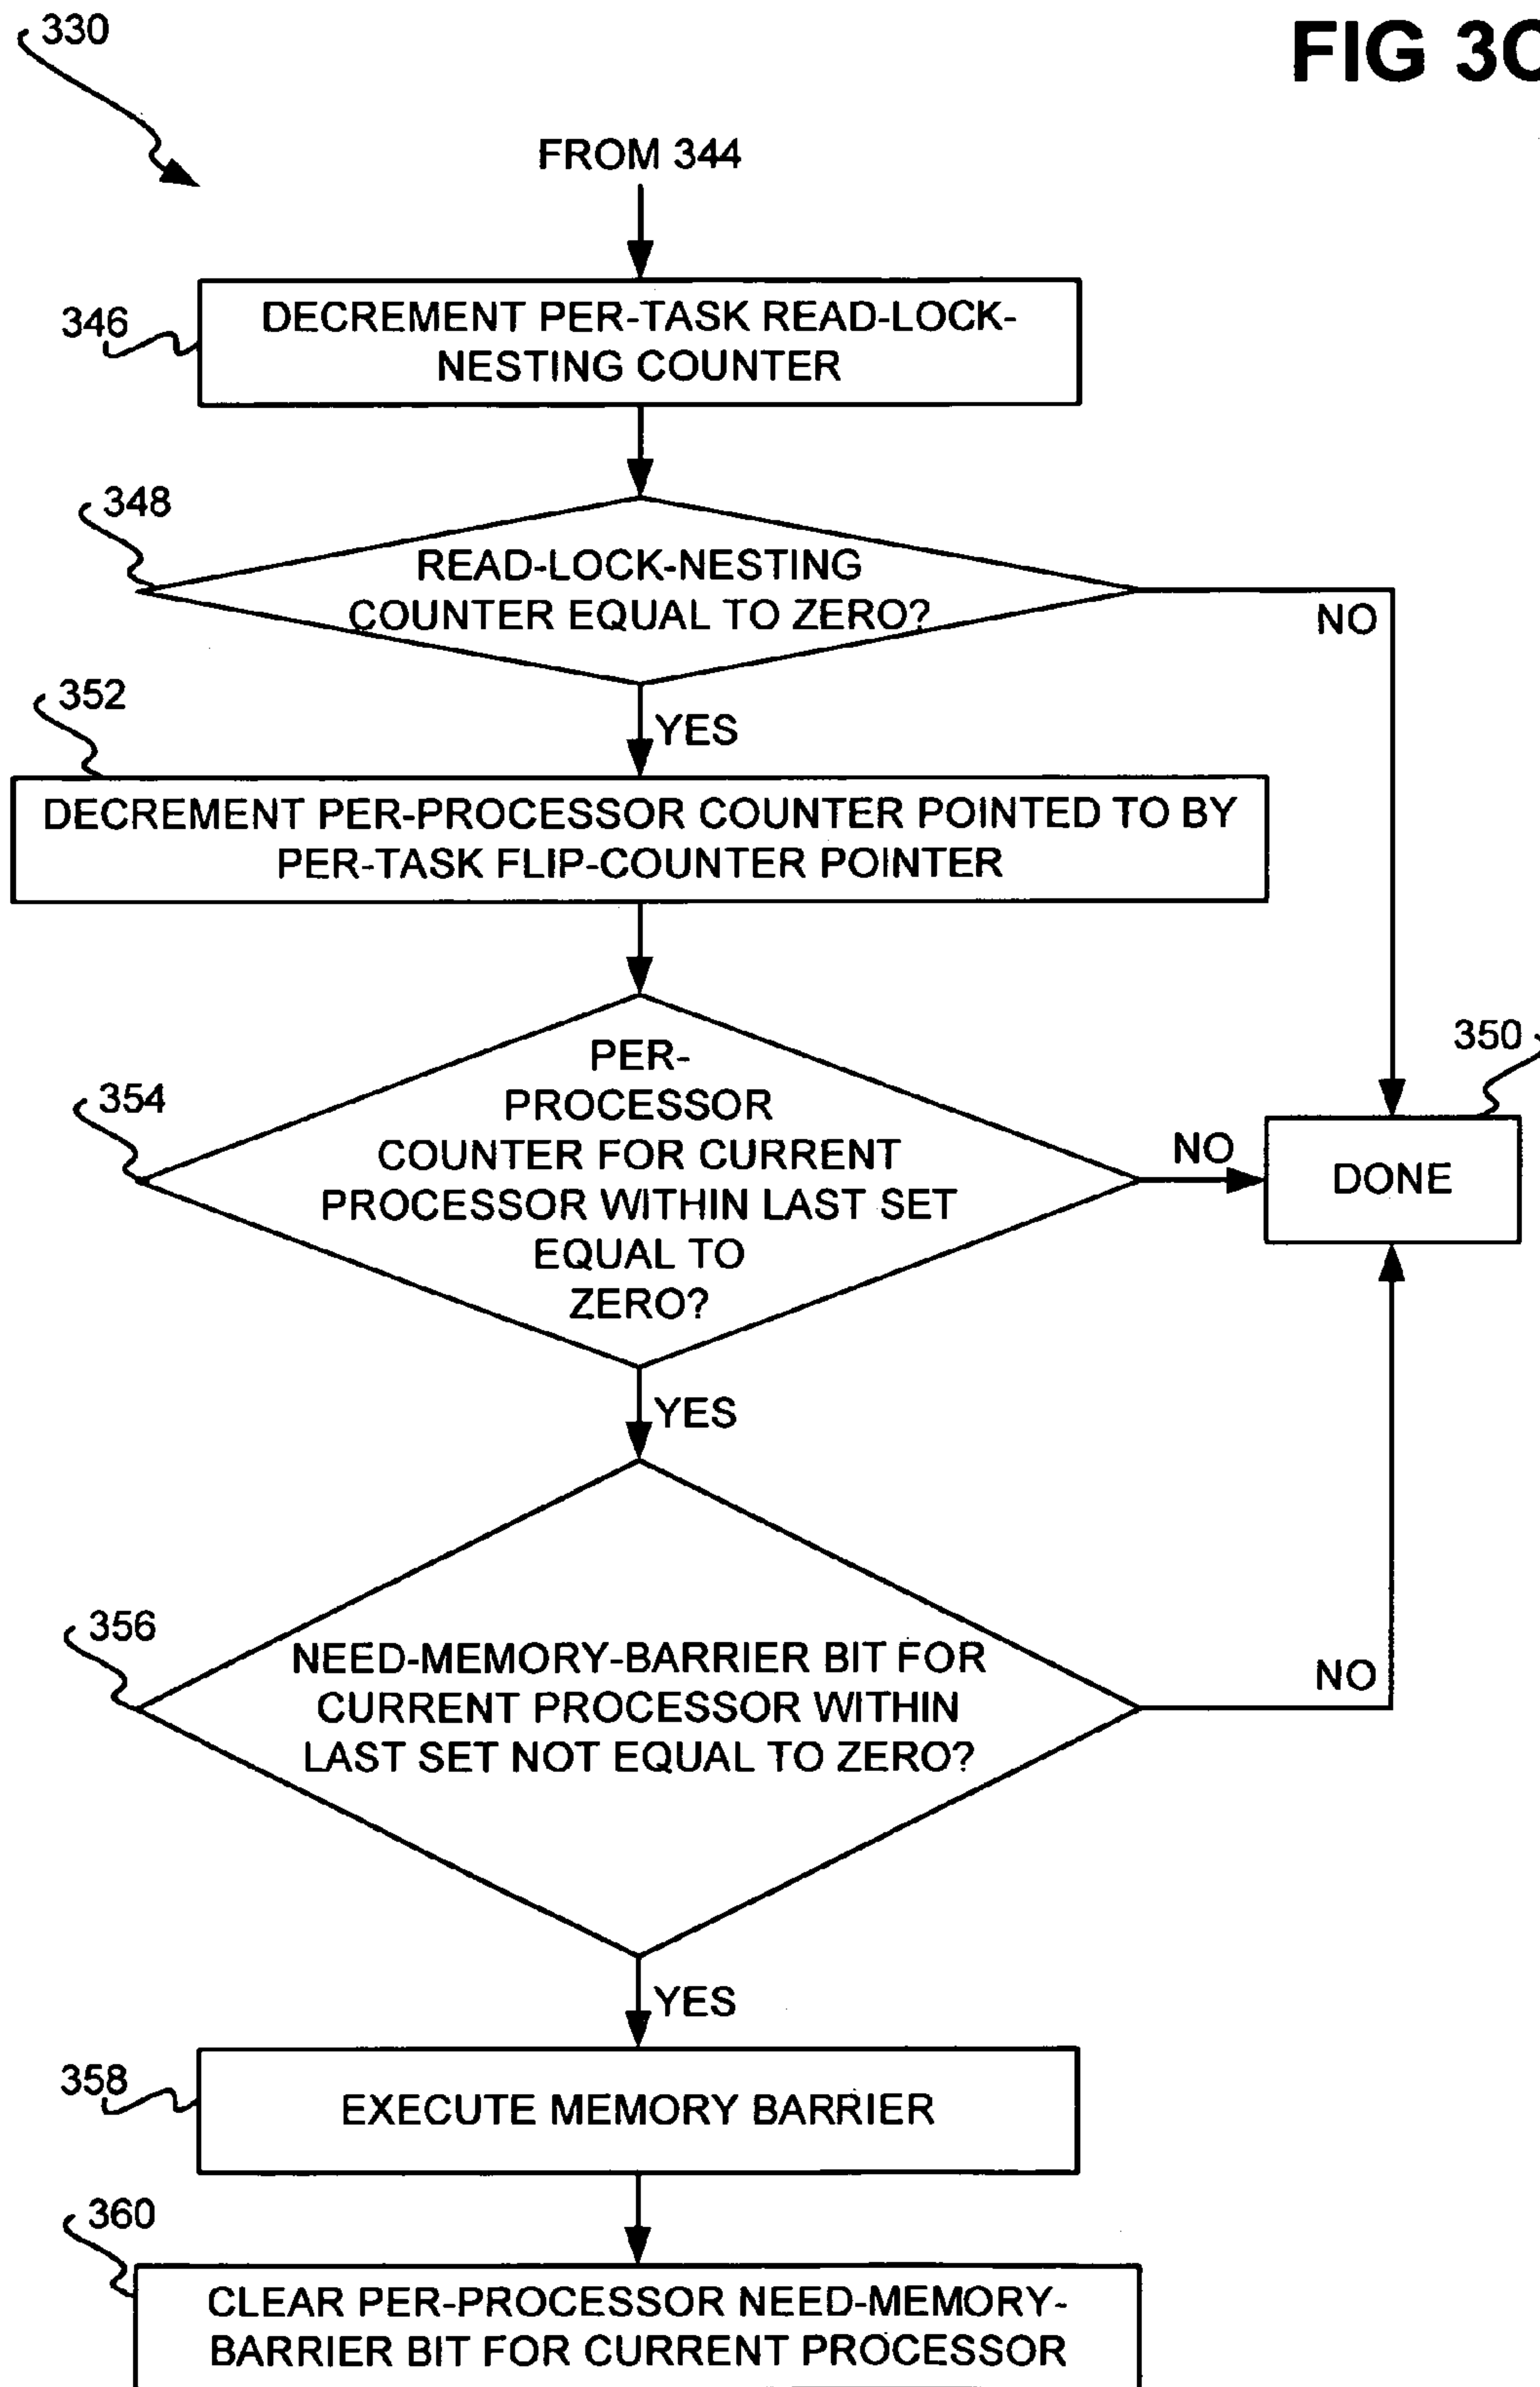 330
FIG 3C
FROM 344
346
DECREMENT PER-TASK READ-LOCK-
NESTING COUNTER
348
READ-LOCK-NESTING
COUNTER EQUAL TO ZERO?
NO
352
YES
DECREMENT PER-PROCESSOR COUNTER POINTED TO BY
PER-TASK FLIP-COUNTER POINTER
350
354
PER-
PROCESSOR
COUNTER FOR CURRENT
PROCESSOR WITHIN LAST SET
EQUAL TO
ZERO?
NO
DONE
YES
356
NEED-MEMORY-BARRIER BIT FOR
CURRENT PROCESSOR WITHIN
LAST SET NOT EQUAL TO ZERO?
NO
YES
358
EXECUTE MEMORY BARRIER
360
CLEAR PER-PROCESSOR NEED-MEMORY-
BARRIER BIT FOR CURRENT PROCESSOR